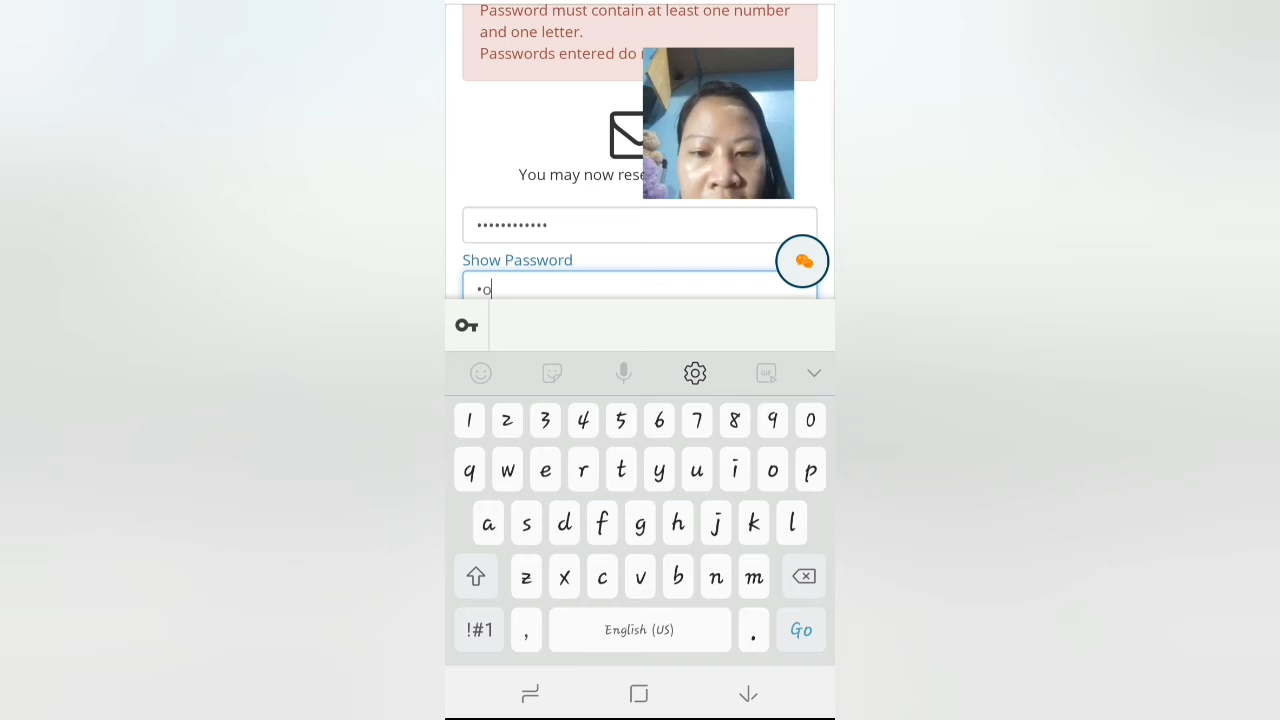 Password must contain at least one number
and one letter.
Passwords entered do
You may now
••••••••••••
Show Password
•o
GIF
1 2 3 4 5 6 7 8 9 0
q w e r t y u i o p
a s d f g h j k l
z x c v b n m
!#1 , English (US) . Go